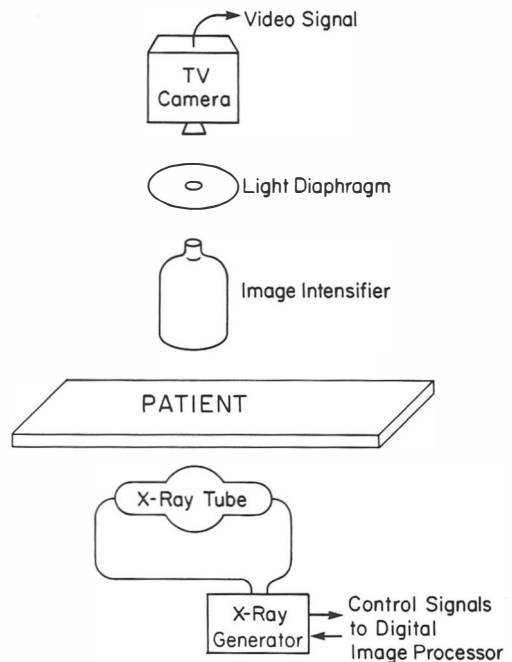 Video Signal
TV
Camera
Light Diaphragm
Image Intensifier
PATIENT
X-Ray Tube
X-Ray
Generator
Control Signals
to Digital
Image Processor